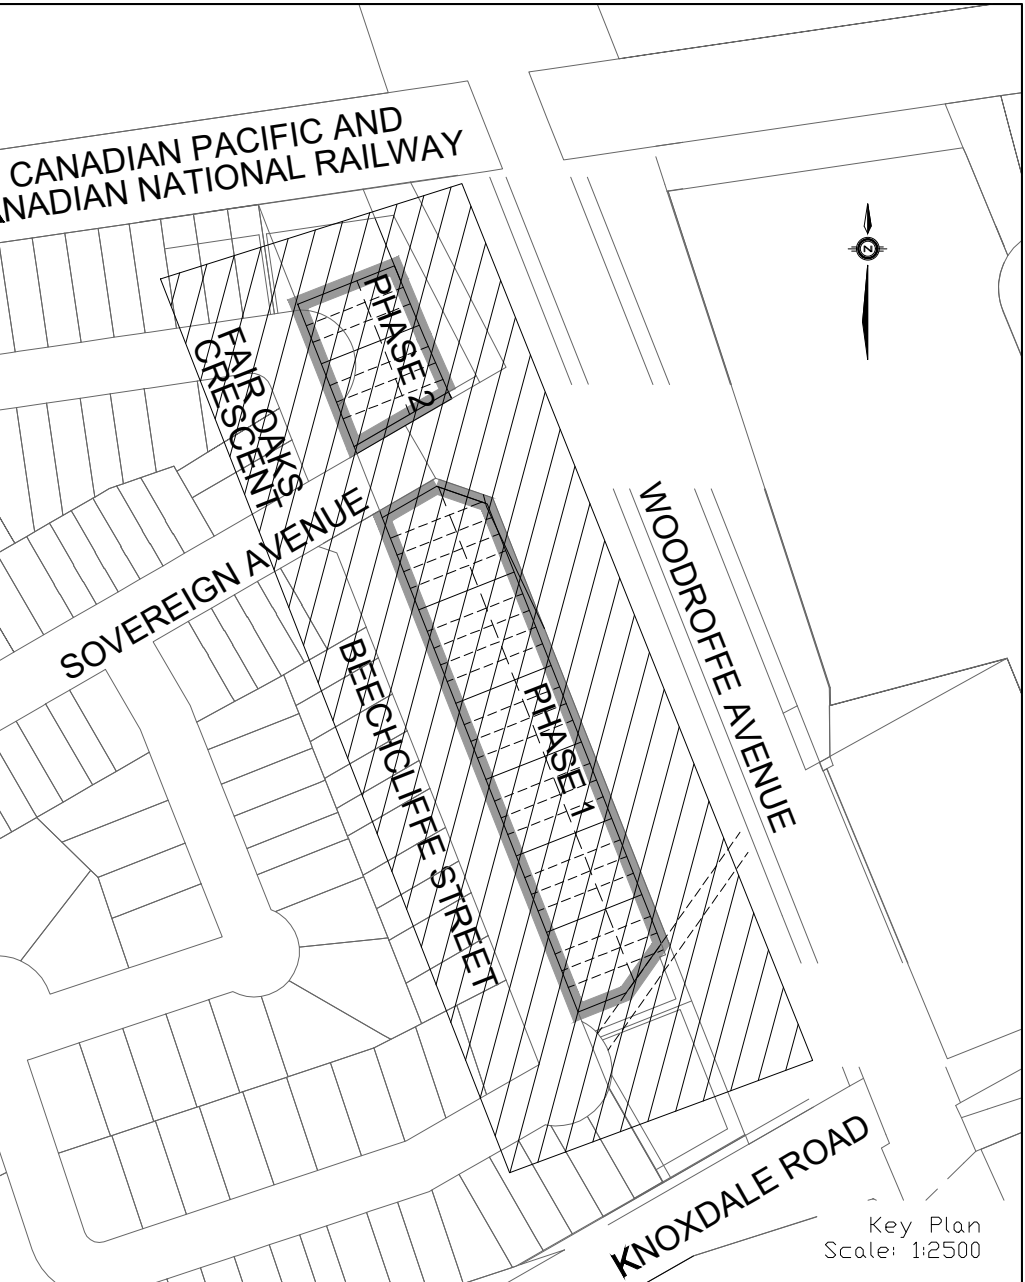 CANADIAN PACIFIC AND
ANADIAN NATIONAL RAILWAY
PHASE 2
FAIR OAKS
CRESCENT
SOVEREIGN AVENUE
WOODROFFE AVENUE
BEECHCLIFFE STREET
PHASE 1
KNOXDALE ROAD
Key Plan
Scale: 1:2500
Z